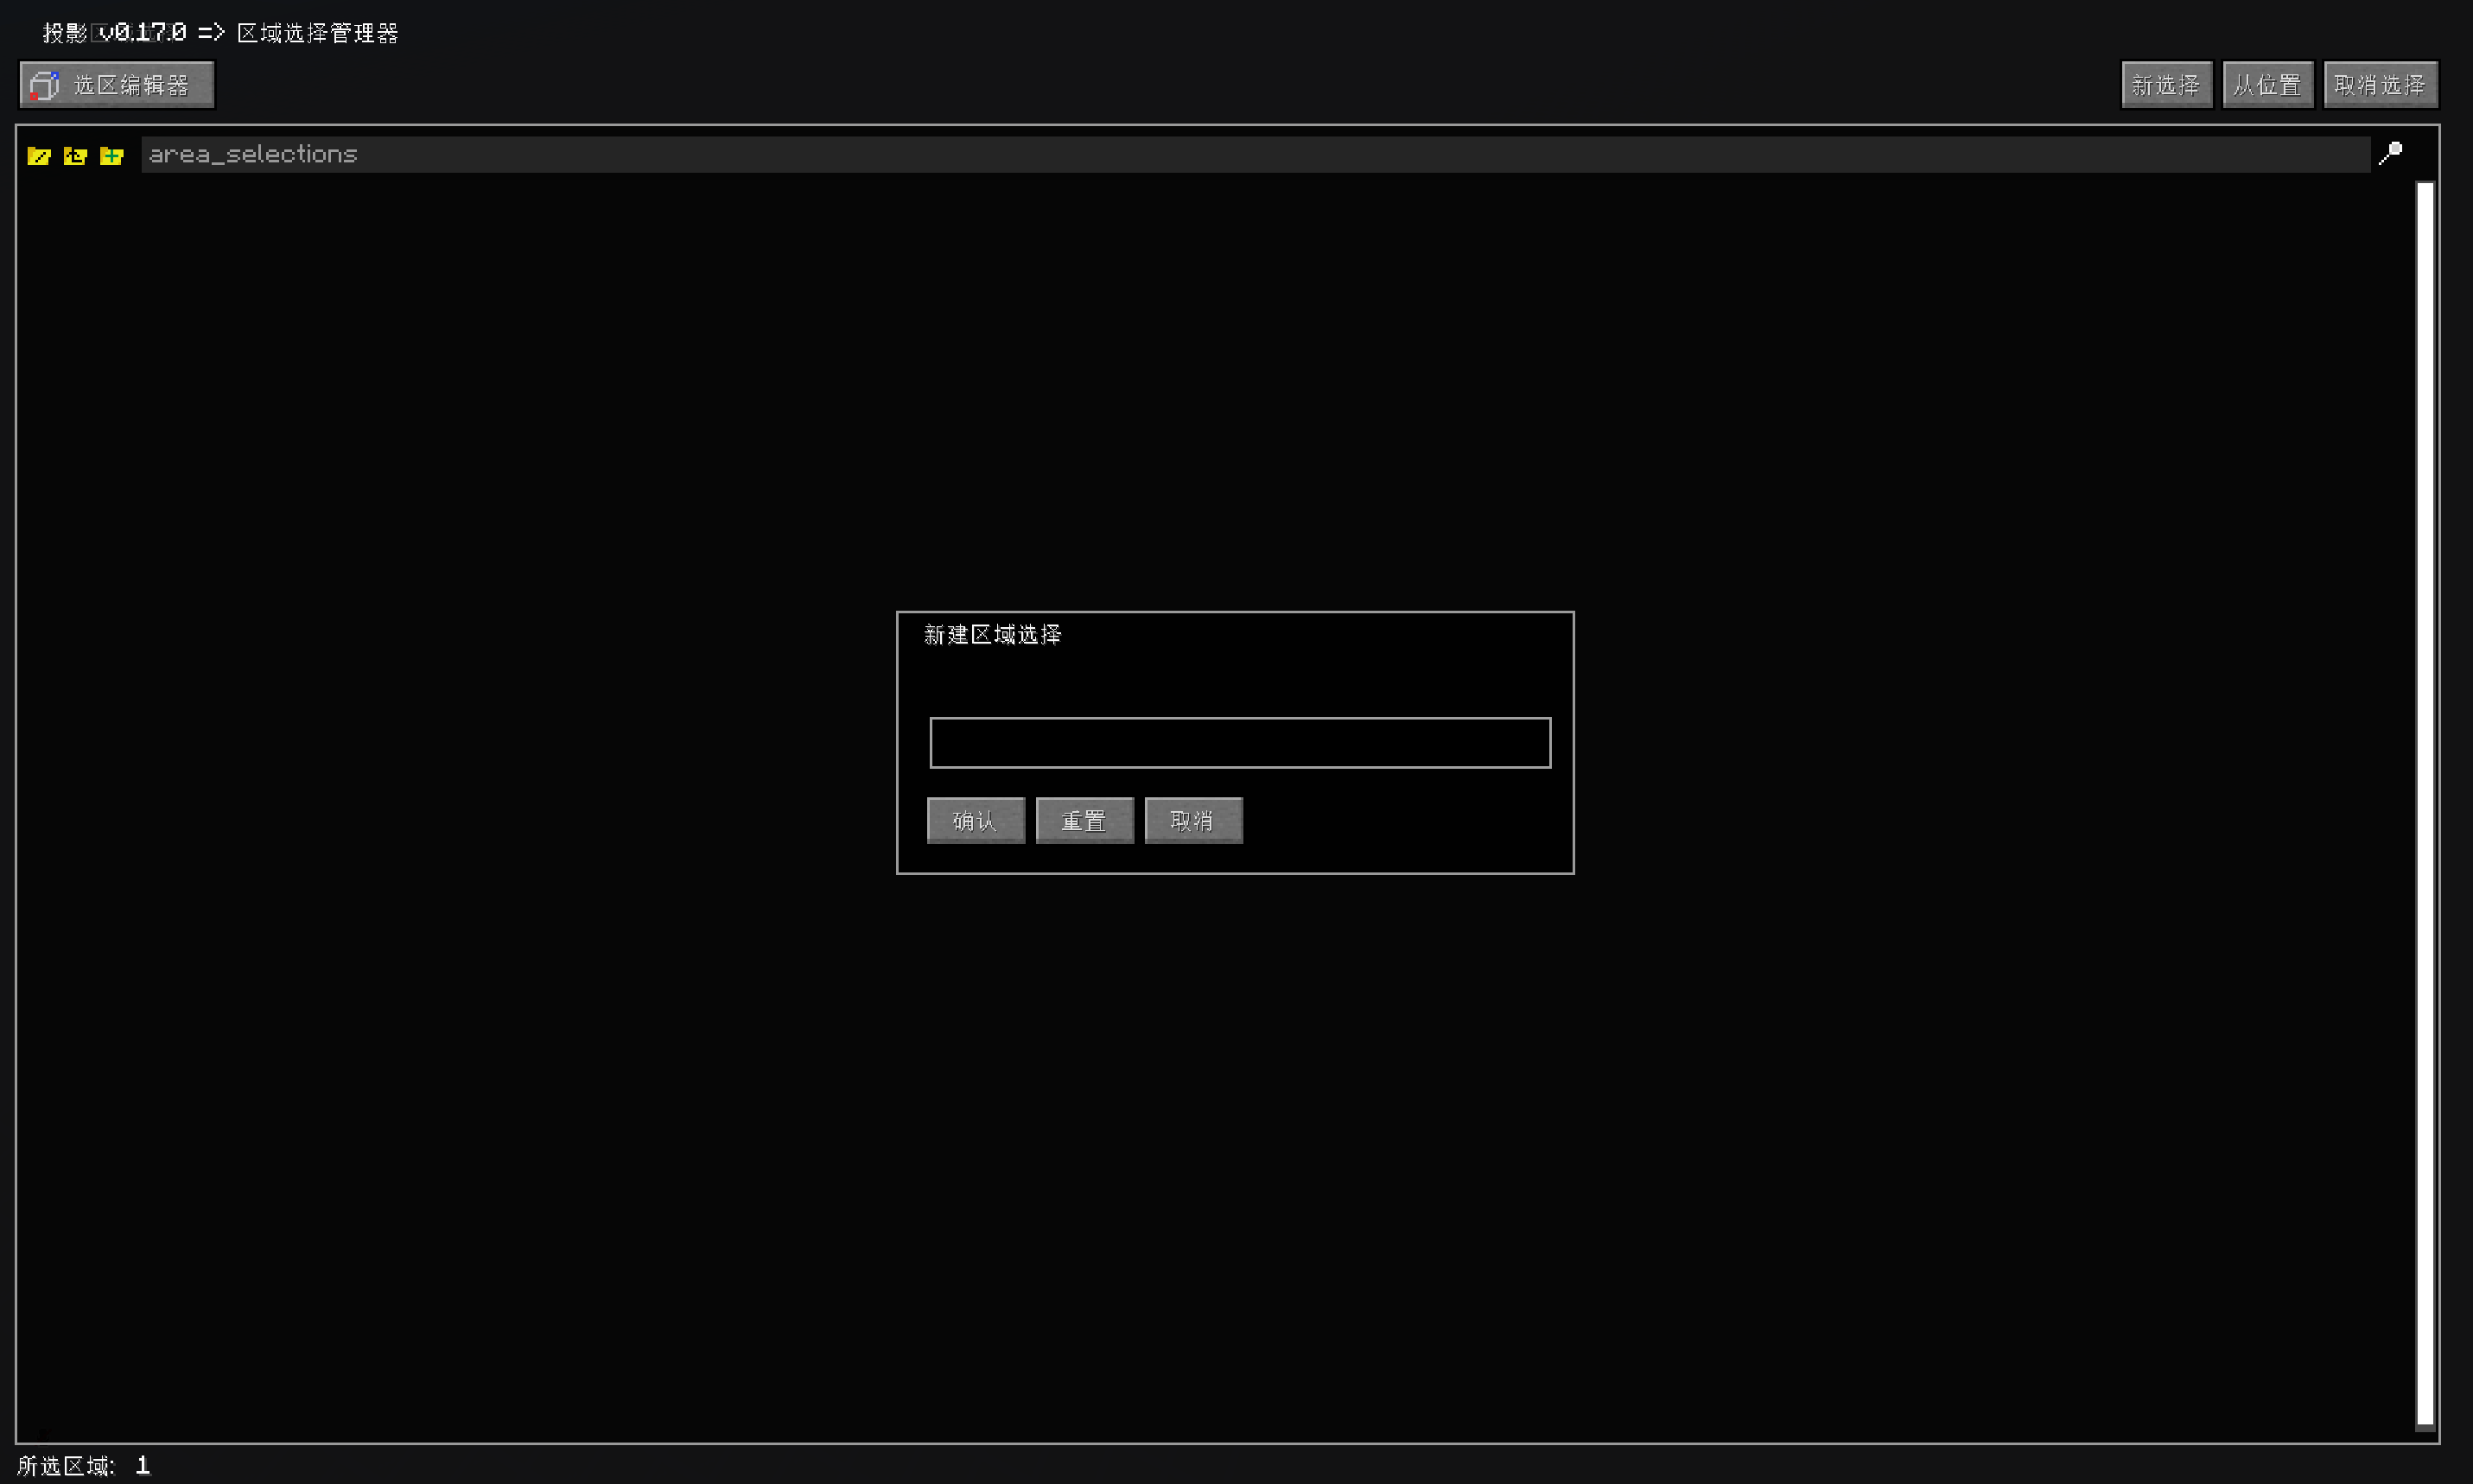 投影 v0.17.0 => 区域选择管理器
选区编辑器
新选择
从位置
取消选择
area_selections
新建区域选择
确认
重置
取消
所选区域: 1